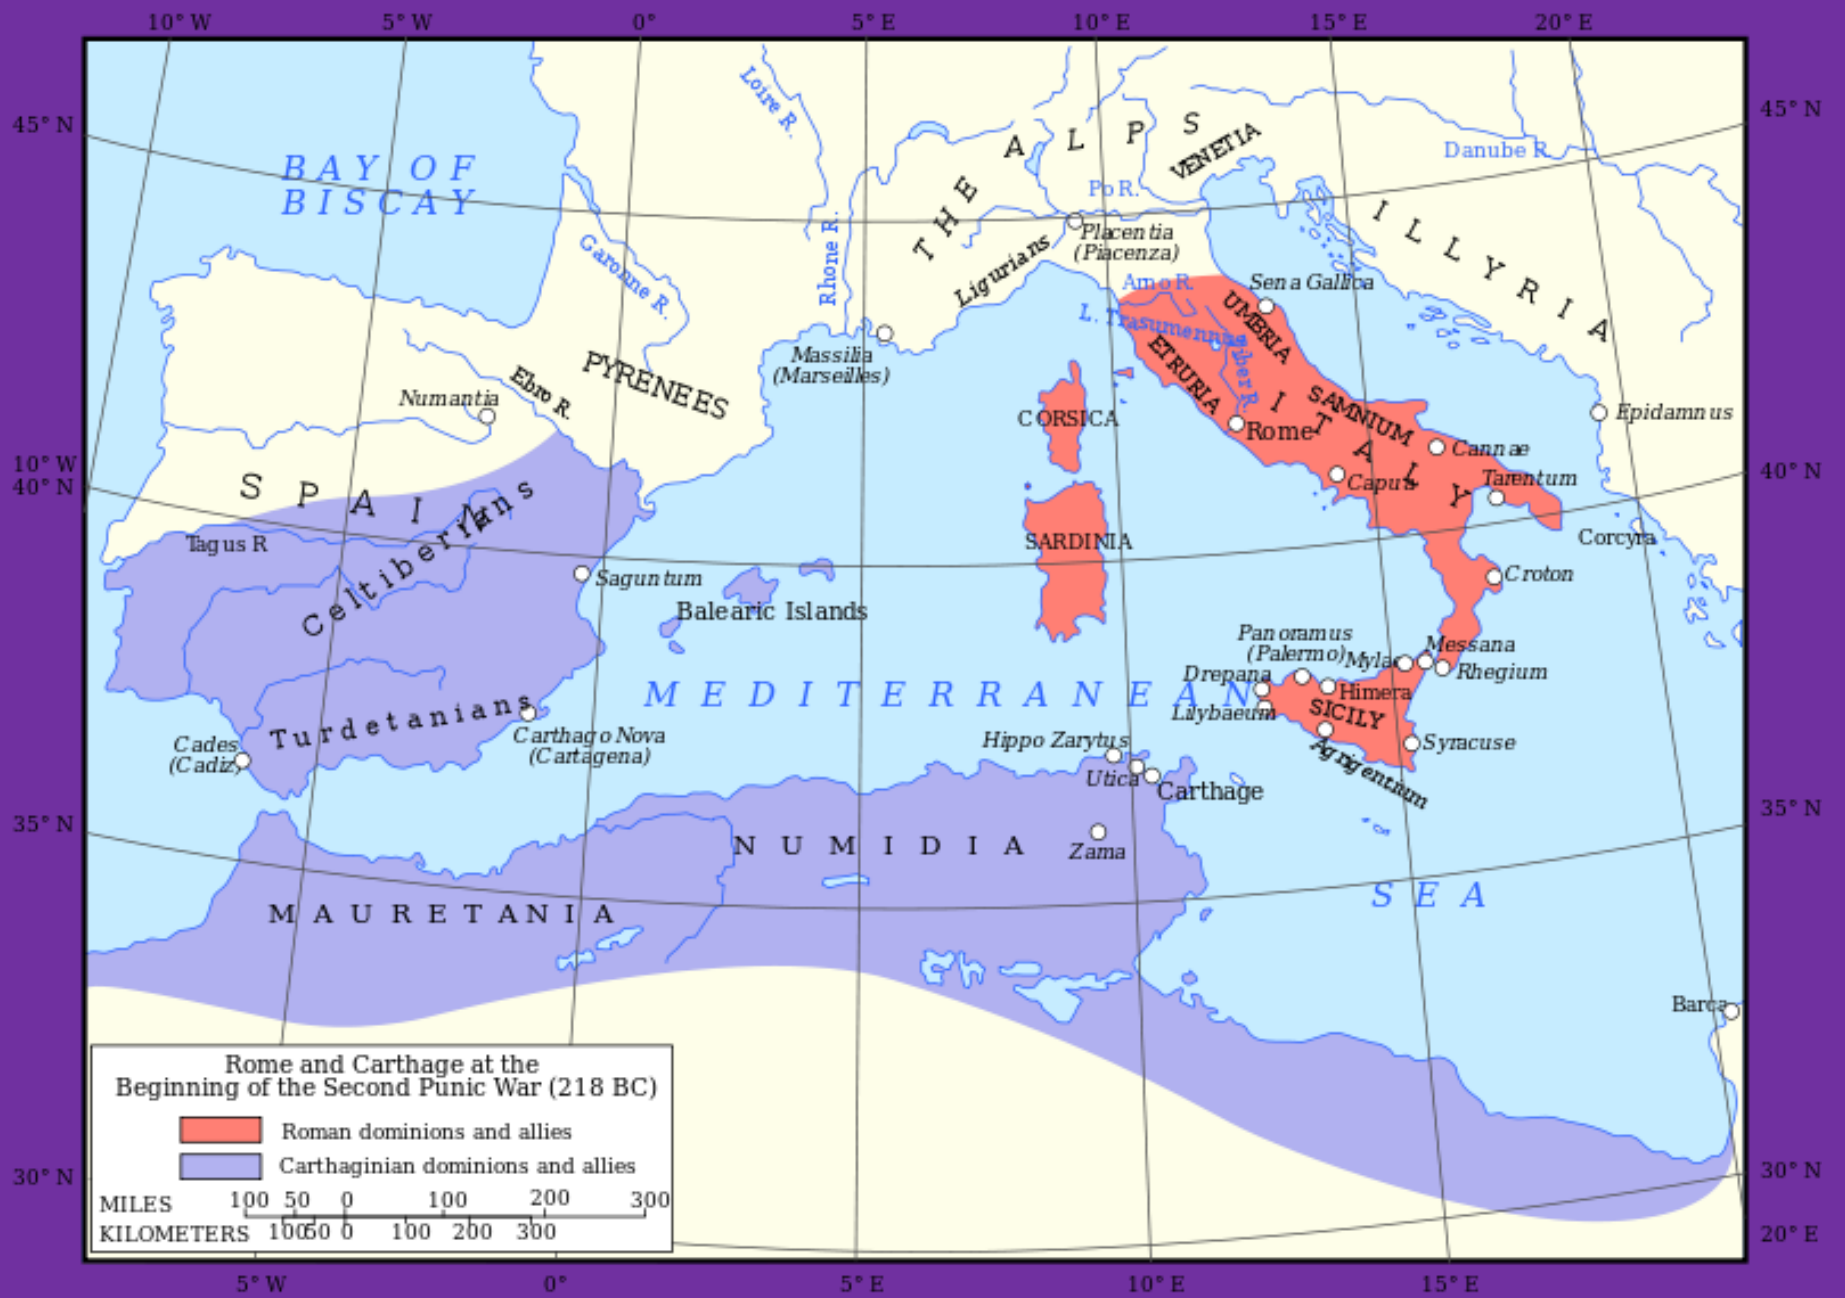 10° W
5° W
0°
5° E
10° E
15° E
20° E
45° N
45° N
Loire R.
THE ALPS
VENETIA
Danube R.
BAY OF
BISCAY
Po R.
ILLYRIA
Garonne R.
Rhone R.
Placentia
(Piacenza)
Ligurians
Arno R.
Sena Gallica
L. Trasumennus
UMBRIA
Tiber R.
ETRURIA
Massilia
(Marseilles)
PYRENEES
Ebro R.
Numantia
CORSICA
ITALY
SAMNIUM
Rome
Epidamnus
Cannae
Capua
Tarentum
10° W
40° N
40° N
SPAIN
Celtiberians
Tagus R
SARDINIA
Corcyra
Saguntum
Croton
Balearic Islands
Panoramus
(Palermo)
Mylae
Messana
Rhegium
Drepana
Himera
MEDITERRANEAN
Lilybaeum
SICILY
Turdetanians
Carthago Nova
(Cartagena)
Cades
(Cadiz)
Hippo Zarytus
Syracuse
Agrigentium
Utica
Carthage
35° N
35° N
NUMIDIA
Zama
SEA
MAURETANIA
Barca
Rome and Carthage at the
Beginning of the Second Punic War (218 BC)
Roman dominions and allies
Carthaginian dominions and allies
30° N
30° N
MILES 100 50 0 100 200 300
KILOMETERS 100 50 0 100 200 300
20° E
5° W
0°
5° E
10° E
15° E